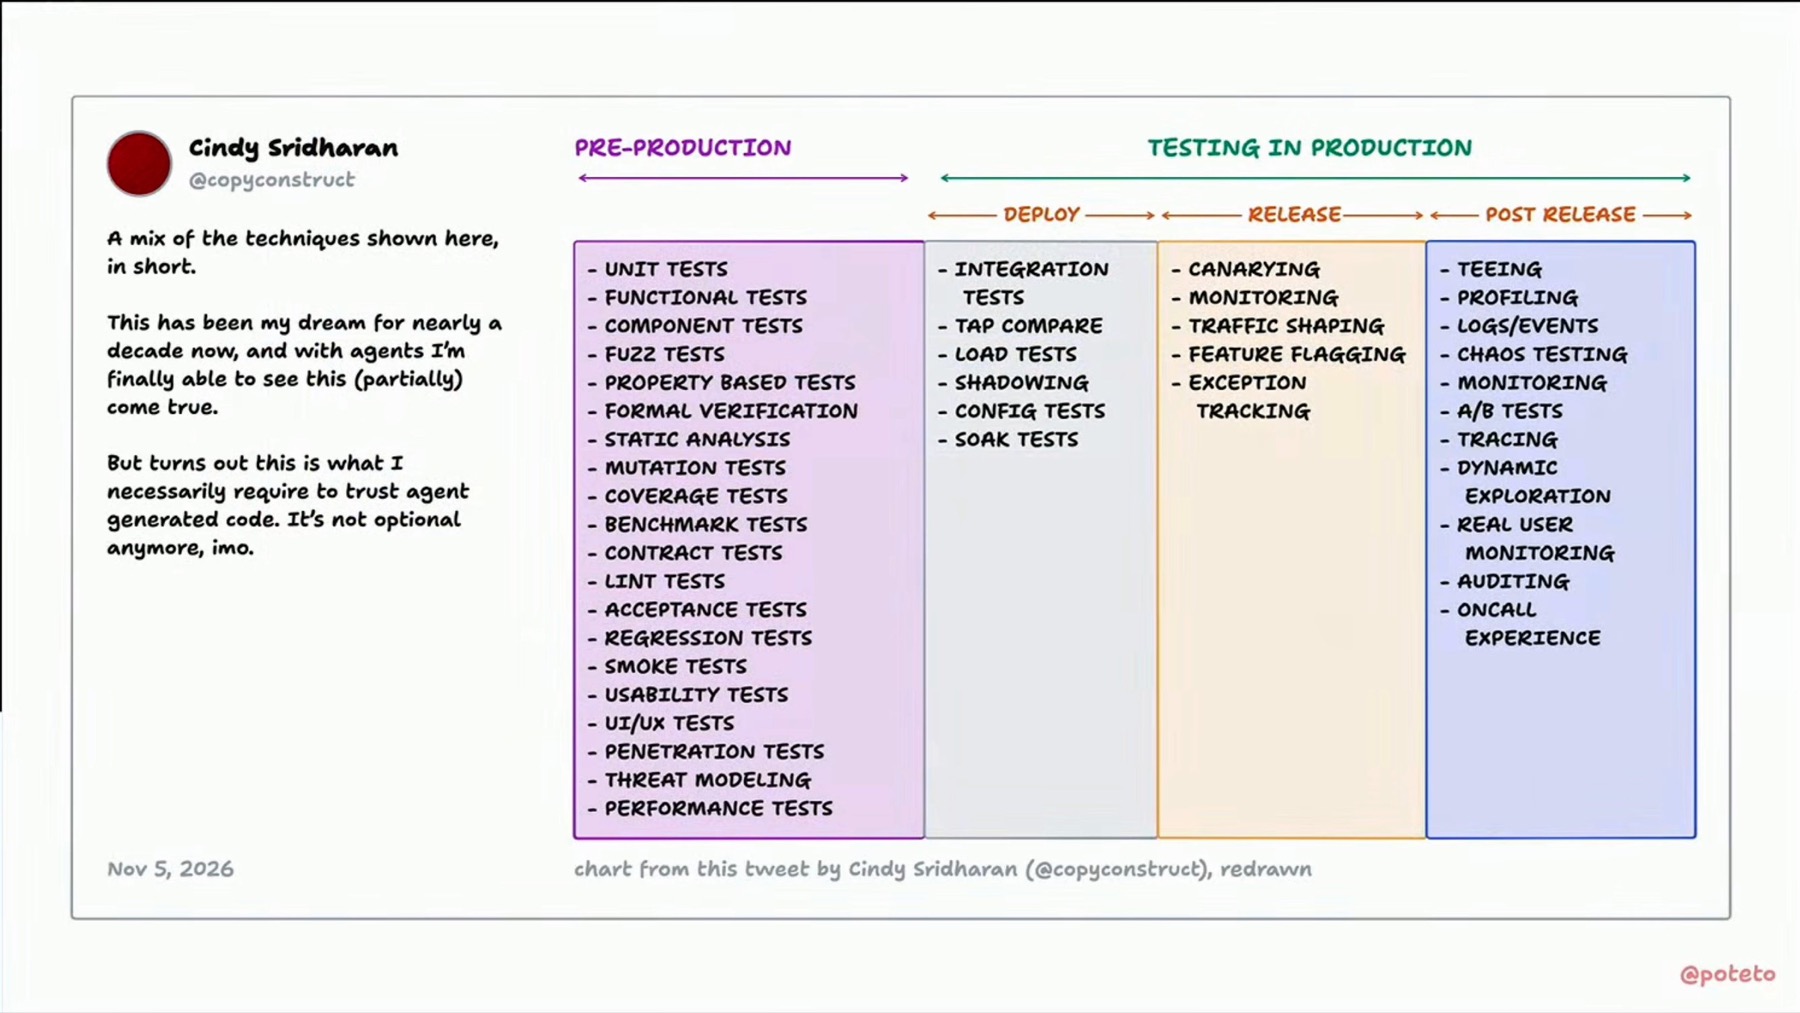 Cindy Sridharan
@copyconstruct
A mix of the techniques shown here,
in short.
This has been my dream for nearly a
decade now, and with agents I'm
finally able to see this (partially)
come true.
But turns out this is what I
necessarily require to trust agent
generated code. It's not optional
anymore, imo.
Nov 5, 2026
PRE-PRODUCTION
TESTING IN PRODUCTION
DEPLOY
RELEASE
POST RELEASE
- UNIT TESTS
- FUNCTIONAL TESTS
- COMPONENT TESTS
- FUZZ TESTS
- PROPERTY BASED TESTS
- FORMAL VERIFICATION
- STATIC ANALYSIS
- MUTATION TESTS
- COVERAGE TESTS
- BENCHMARK TESTS
- CONTRACT TESTS
- LINT TESTS
- ACCEPTANCE TESTS
- REGRESSION TESTS
- SMOKE TESTS
- USABILITY TESTS
- UI/UX TESTS
- PENETRATION TESTS
- THREAT MODELING
- PERFORMANCE TESTS
- INTEGRATION
TESTS
- TAP COMPARE
- LOAD TESTS
- SHADOWING
- CONFIG TESTS
- SOAK TESTS
- CANARYING
- MONITORING
- TRAFFIC SHAPING
- FEATURE FLAGGING
- EXCEPTION
TRACKING
- TEEING
- PROFILING
- LOGS/EVENTS
- CHAOS TESTING
- MONITORING
- A/B TESTS
- TRACING
- DYNAMIC
EXPLORATION
- REAL USER
MONITORING
- AUDITING
- ONCALL
EXPERIENCE
chart from this tweet by Cindy Sridharan (@copyconstruct), redrawn
@poteto